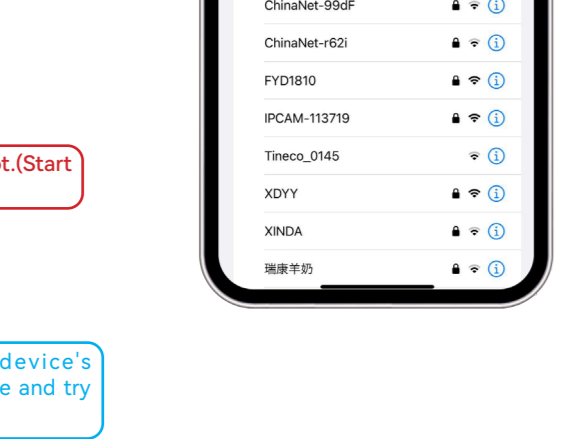 ChinaNet-99dF
ChinaNet-r62i
FYD1810
IPCAM-113719
Tineco_0145
(Start
XDYY
XINDA
瑞康羊奶
device's
and try